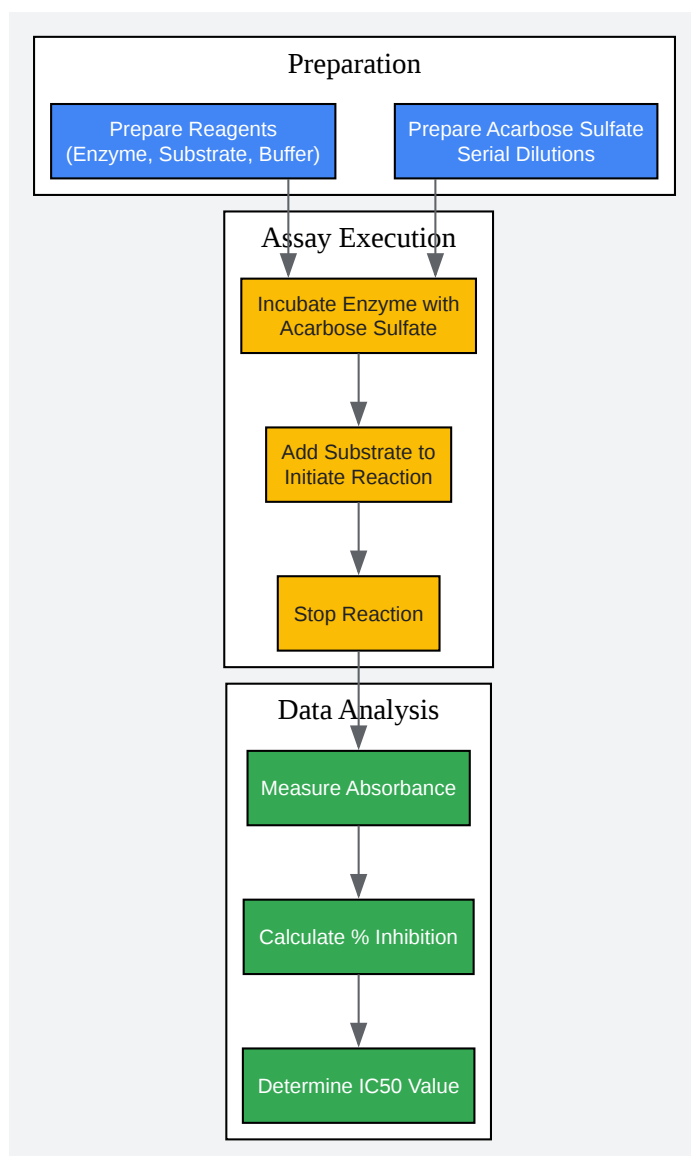 Preparation
Prepare Reagents
(Enzyme, Substrate, Buffer)
Prepare Acarbose Sulfate
Serial Dilutions
Assay Execution
Incubate Enzyme with
Acarbose Sulfate
Add Substrate to
Initiate Reaction
Stop Reaction
Data Analysis
Measure Absorbance
Calculate % Inhibition
Determine IC50 Value